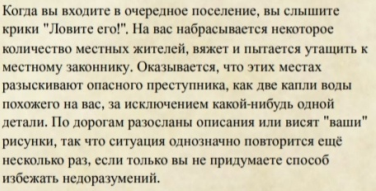 Когда вы входите в очередное поселение, вы слышите
крики "Ловите его!". На вас набрасывается некоторое
количество местных жителей, вяжет и пытается утащить к
местному законнику. Оказывается, что этих местах
разыскивают опасного преступника, как две капли воды
похожего на вас, за исключением какой-нибудь одной
детали. По дорогам разосланы описания или висят "ваши"
рисунки, так что ситуация однозначно повторится ещё
несколько раз, если только вы не придумаете способ
избежать недоразумений.